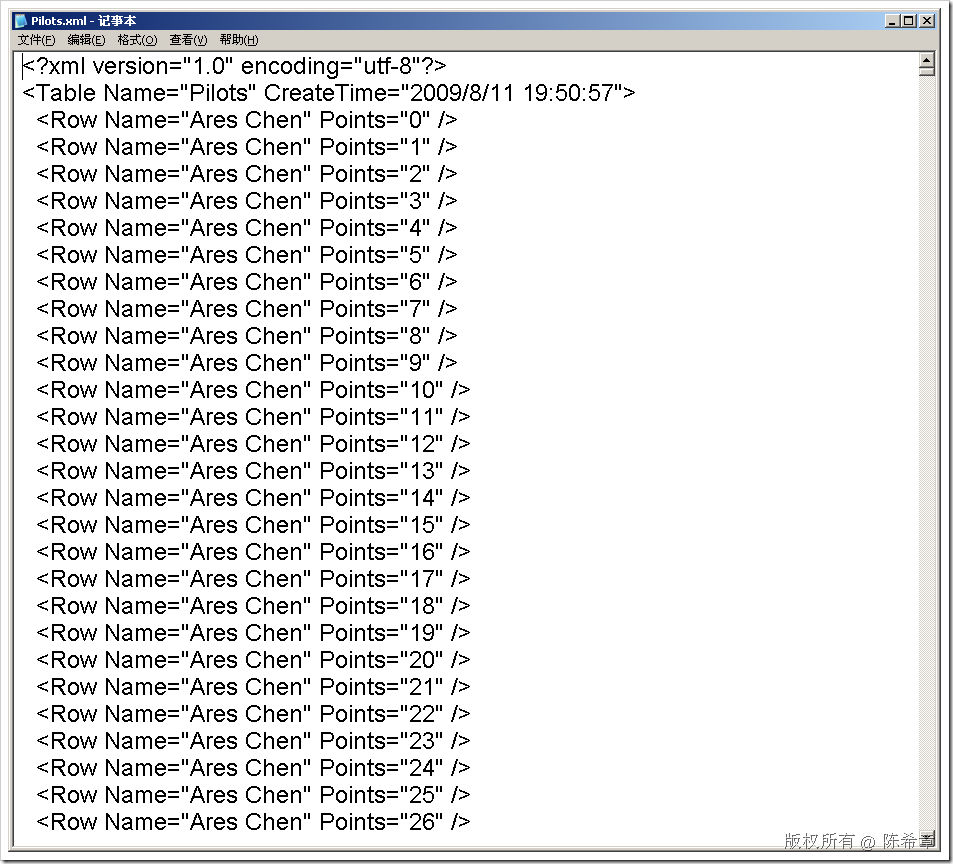 Pilots.xml - 记事本
文件(F) 编辑(E) 格式(O) 查看(V) 帮助(H)
<?xml version="1.0" encoding="utf-8"?>
<Table Name="Pilots" CreateTime="2009/8/11 19:50:57">
  <Row Name="Ares Chen" Points="0" />
  <Row Name="Ares Chen" Points="1" />
  <Row Name="Ares Chen" Points="2" />
  <Row Name="Ares Chen" Points="3" />
  <Row Name="Ares Chen" Points="4" />
  <Row Name="Ares Chen" Points="5" />
  <Row Name="Ares Chen" Points="6" />
  <Row Name="Ares Chen" Points="7" />
  <Row Name="Ares Chen" Points="8" />
  <Row Name="Ares Chen" Points="9" />
  <Row Name="Ares Chen" Points="10" />
  <Row Name="Ares Chen" Points="11" />
  <Row Name="Ares Chen" Points="12" />
  <Row Name="Ares Chen" Points="13" />
  <Row Name="Ares Chen" Points="14" />
  <Row Name="Ares Chen" Points="15" />
  <Row Name="Ares Chen" Points="16" />
  <Row Name="Ares Chen" Points="17" />
  <Row Name="Ares Chen" Points="18" />
  <Row Name="Ares Chen" Points="19" />
  <Row Name="Ares Chen" Points="20" />
  <Row Name="Ares Chen" Points="21" />
  <Row Name="Ares Chen" Points="22" />
  <Row Name="Ares Chen" Points="23" />
  <Row Name="Ares Chen" Points="24" />
  <Row Name="Ares Chen" Points="25" />
  <Row Name="Ares Chen" Points="26" />
版权所有 @ 陈希章